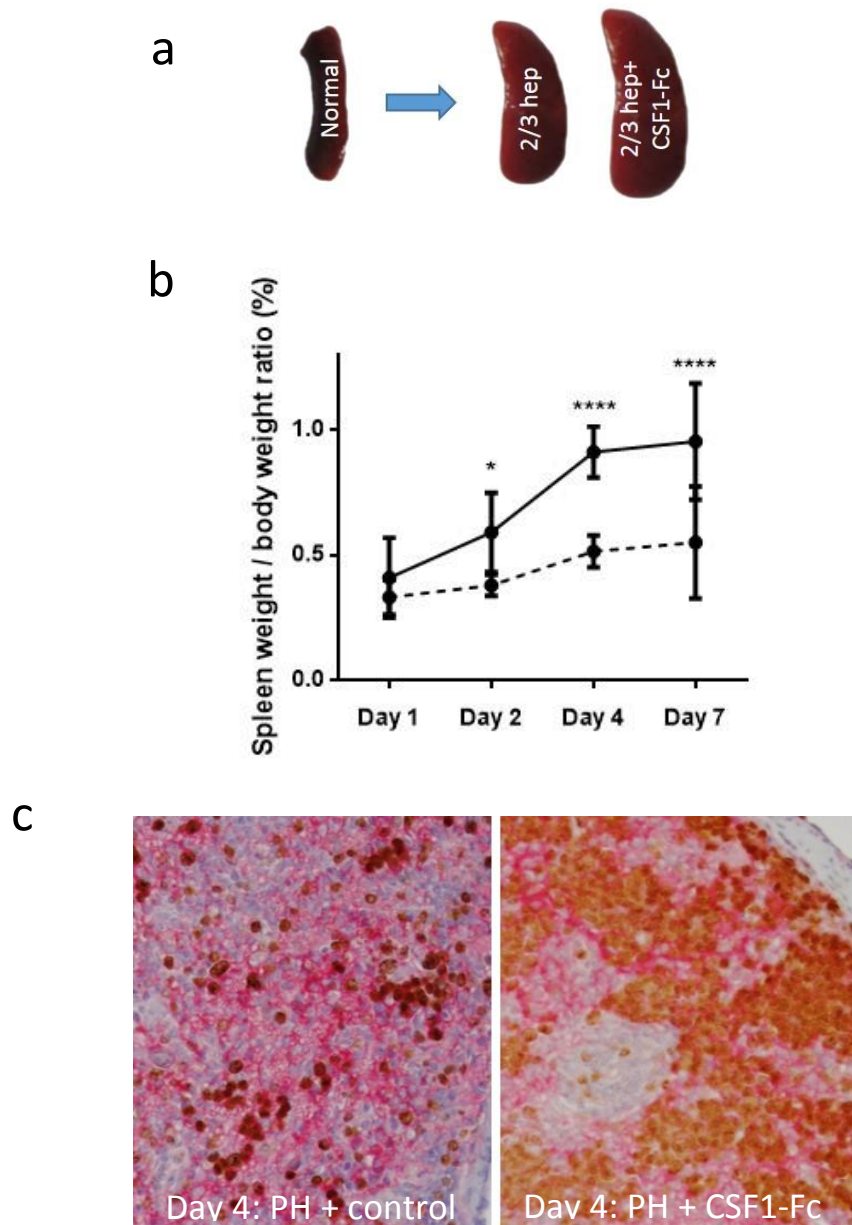 a
Normal
2/3 hep
2/3 hep+
CSF1-Fc
b
Spleen weight / body weight ratio (%)
1.0
0.5
0.0
*
****
****
Day 1
Day 2
Day 4
Day 7
c
Day 4: PH + control
Day 4: PH + CSF1-Fc